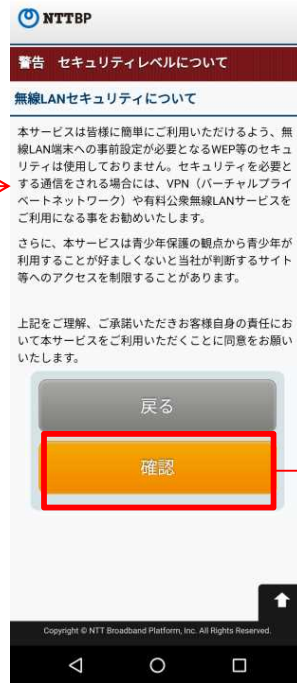 NTTBP
警告 セキュリティレベルについて
無線LANセキュリティについて
本サービスは皆様に簡単にご利用いただけるよう、無
線LAN端末への事前設定が必要となるWEP等のセキュ
リティは使用しておりません。セキュリティを必要と
する通信をされる場合には、VPN（バーチャルプライ
ベートネットワーク）や有料公衆無線LANサービスを
ご利用になる事をお勧めいたします。
さらに、本サービスは青少年保護の観点から青少年が
利用することが好ましくないと当社が判断するサイト
等へのアクセスを制限することがあります。
上記をご理解、ご承諾いただきお客様自身の責任にお
いて本サービスをご利用いただくことに同意をお願い
いたします。
戻る
確認
Copyright © NTT Broadband Platform, Inc. All Rights Reserved.